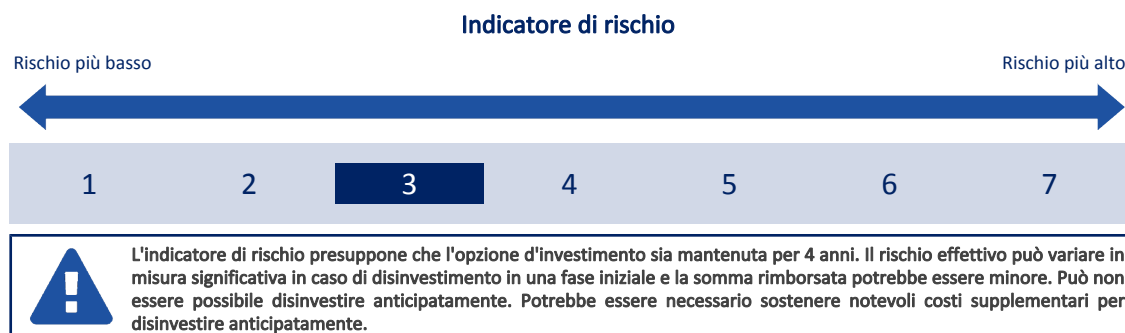 Indicatore di rischio
Rischio più basso
Rischio più alto
1 2 3 4 5 6 7
L'indicatore di rischio presuppone che l'opzione d'investimento sia mantenuta per 4 anni. Il rischio effettivo può variare in
misura significativa in caso di disinvestimento in una fase iniziale e la somma rimborsata potrebbe essere minore. Può non
essere possibile disinvestire anticipatamente. Potrebbe essere necessario sostenere notevoli costi supplementari per
disinvestire anticipatamente.